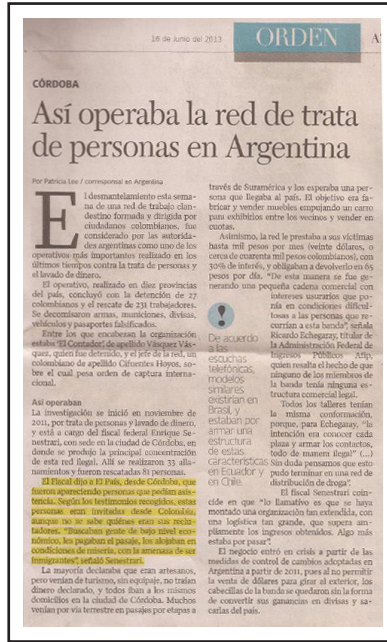 16 de Junio del 2013
ORDEN
CÓRDOBA
Así operaba la red de trata
de personas en Argentina
Por Patricia Lee / corresponsal en Argentina
El desmantelamiento esta sema-
na de una red de trabajo clan-
destino formada y dirigida por
ciudadanos colombianos, fue
considerado por las autorida-
des argentinas como uno de los
operativos más importantes realizado en los
últimos tiempos contra la trata de personas y
el lavado de dinero.
El operativo, realizado en diez provincias
del país, concluyó con la detención de 27
colombianos y el rescate de 231 trabajadores.
Se decomisaron armas, municiones, divisas,
vehículos y pasaportes falsificados.
Entre los que encabezaban la organización
estaba 'El Contador', de apellido Vásquez Vás-
quez, quien fue detenido, y el jefe de la red, un
colombiano de apellido Cifuentes Hoyos, so-
bre el cual pesa orden de captura internacio-
nal.
Así operaban
La investigación se inició en noviembre de
2011, por trata de personas y lavado de dinero,
y está a cargo del fiscal federal Enrique Se-
nestrari, con sede en la ciudad de Córdoba, en
donde se produjo la principal concentración
de esta red ilegal. Allí se realizaron 33 alla-
namientos y fueron rescatadas 81 personas.
El Fiscal dijo a El País, desde Córdoba, que
fueron apareciendo personas que pedían asis-
tencia. Según los testimonios recogidos, estas
personas eran invitadas desde Colombia,
aunque no se sabe quiénes eran sus reclu-
tadores. "Buscaban gente de bajo nivel eco-
nómico, les pagaban el pasaje, los alojaban en
condiciones de miseria, con la amenaza de ser
inmigrantes", señaló Senestrari.
La mayoría declaraba que eran artesanos,
pero venían de turismo, sin equipaje, no traían
dinero declarado, y todos iban a los mismos
domicilios en la ciudad de Córdoba. Muchos
venían por vía terrestre en pasajes por etapas a
través de Suramérica y los esperaba una per-
sona que llegaba al país. El objetivo era fa-
bricar y vender muebles empujando un carro
para exhibirlos entre los vecinos y vender en
cuotas.
Asimismo, la red le prestaba a sus víctimas
hasta mil pesos por mes (veinte dólares, o
cerca de cuarenta mil pesos colombianos), con
30% de interés, y obligaban a devolverlo en 65
pesos por día. "De esta manera se fue ge-
nerando una pequeña cadena comercial con
intereses usurarios que po-
nía en condiciones dificul-
tosas a las personas que re-
currían a esta banda", señala
Ricardo Echegaray, titular de
la Administración Federal de
Ingresos Públicos Afip,
quien resalta el hecho de que
ninguno de los miembros de
la banda tenía ninguna es-
tructura comercial legal.
Todos los talleres tenían
la misma conformación,
porque, para Echegaray, "la
intención era conocer cada
plaza y armar los contactos,
todo de manera ilegal" (...)
Sin duda pensamos que esto
pudo terminar en una red de
distribución de droga".
El fiscal Senestrari coin-
cide en que "lo llamativo es que se haya
montado una organización tan extendida, con
una logística tan grande, que supera am-
pliamente los ingresos obtenidos. Algo más
estaba por pasar".
El negocio entró en crisis a partir de las
medidas de control de cambios adoptadas en
Argentina a partir de 2011, pues al no permitir
la venta de dólares para girar al exterior, los
cabecillas de la banda se quedaron sin la forma
de convertir sus ganancias en divisas y sa-
carlas del país.
!
De acuerdo
a las
escuchas
telefónicas,
modelos
similares
existirían en
Brasil, y
estaban por
armar una
estructura
de estas
características
en Ecuador y
en Chile.